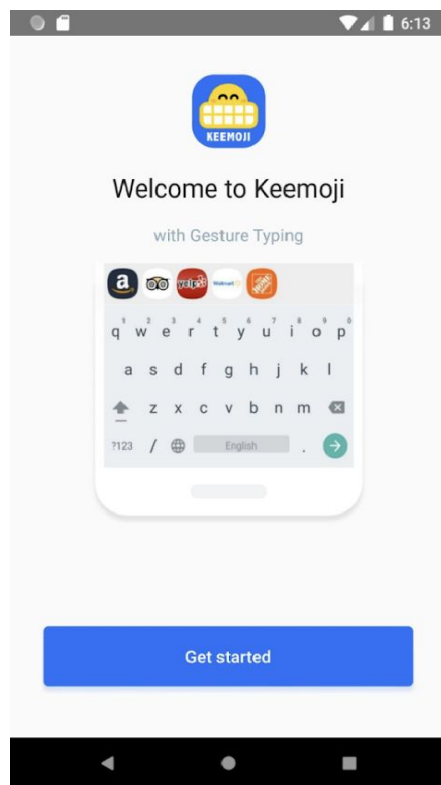 6:13
KEEMOJI
Welcome to Keemoji
with Gesture Typing
a yelp Walmart
1 2 3 4 5 6 7 8 9 0
q w e r t y u i o p
a s d f g h j k l
z x c v b n m
?123 / English .
Get started